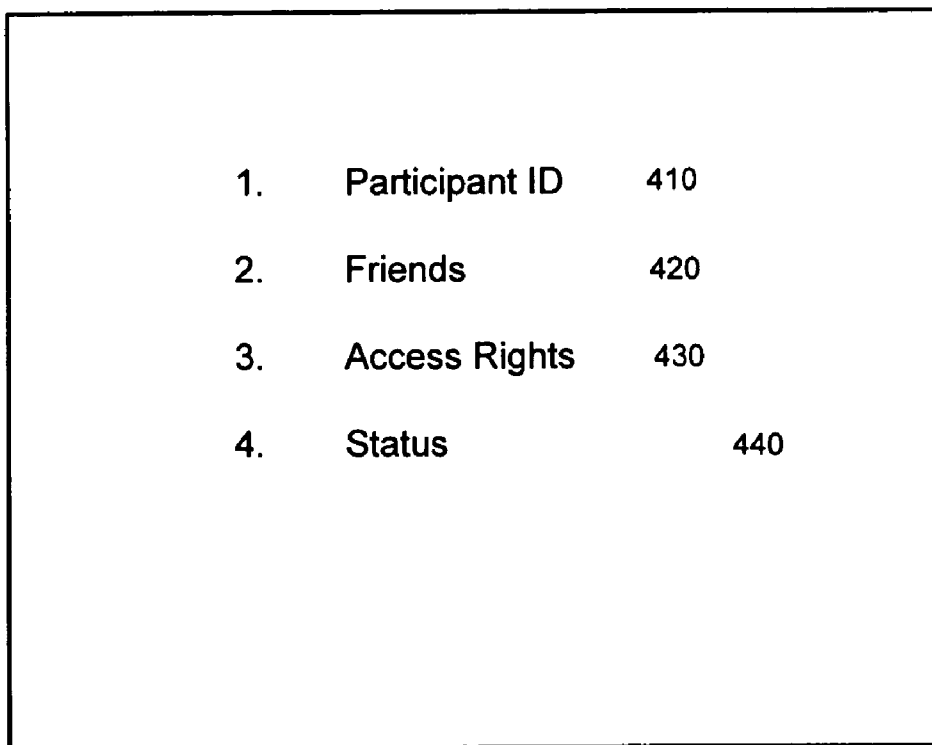 1. Participant ID 410
2. Friends 420
3. Access Rights 430
4. Status 440